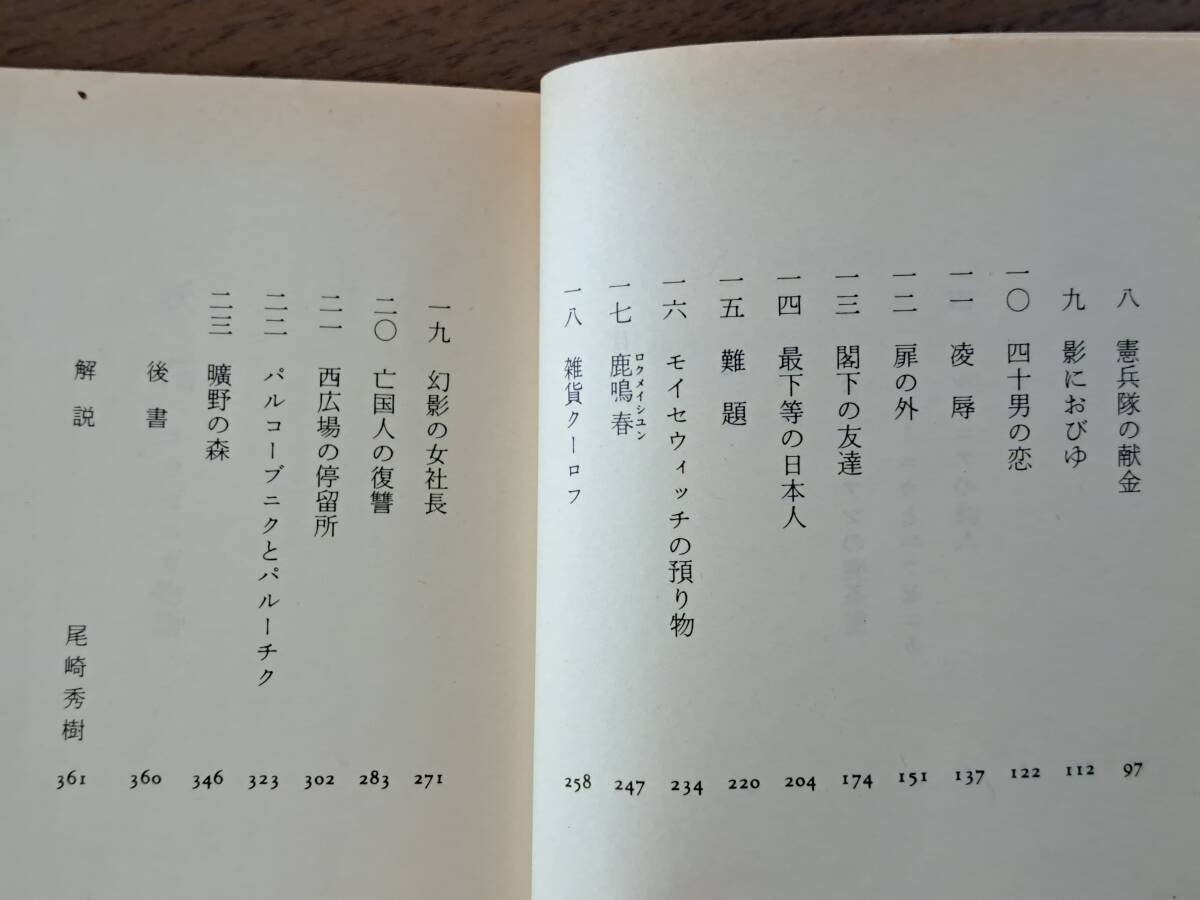 八 憲兵隊の献金 97
九 影におびゆ 112
一〇 四十男の恋 122
一一 凌辱 137
一二 扉の外 151
一三 閣下の友達 174
一四 最下等の日本人 204
一五 難題 220
一六 モイセウィッチの預り物 234
一七 鹿鳴春 247
ロクメイシユン
一八 雑貨クーロフ 258
一九 幻影の女社長 271
二〇 亡国人の復讐 283
二一 西広場の停留所 302
二二 パルコーブニクとパルーチク 323
二三 曠野の森 346
後書 360
解説 尾崎秀樹 361